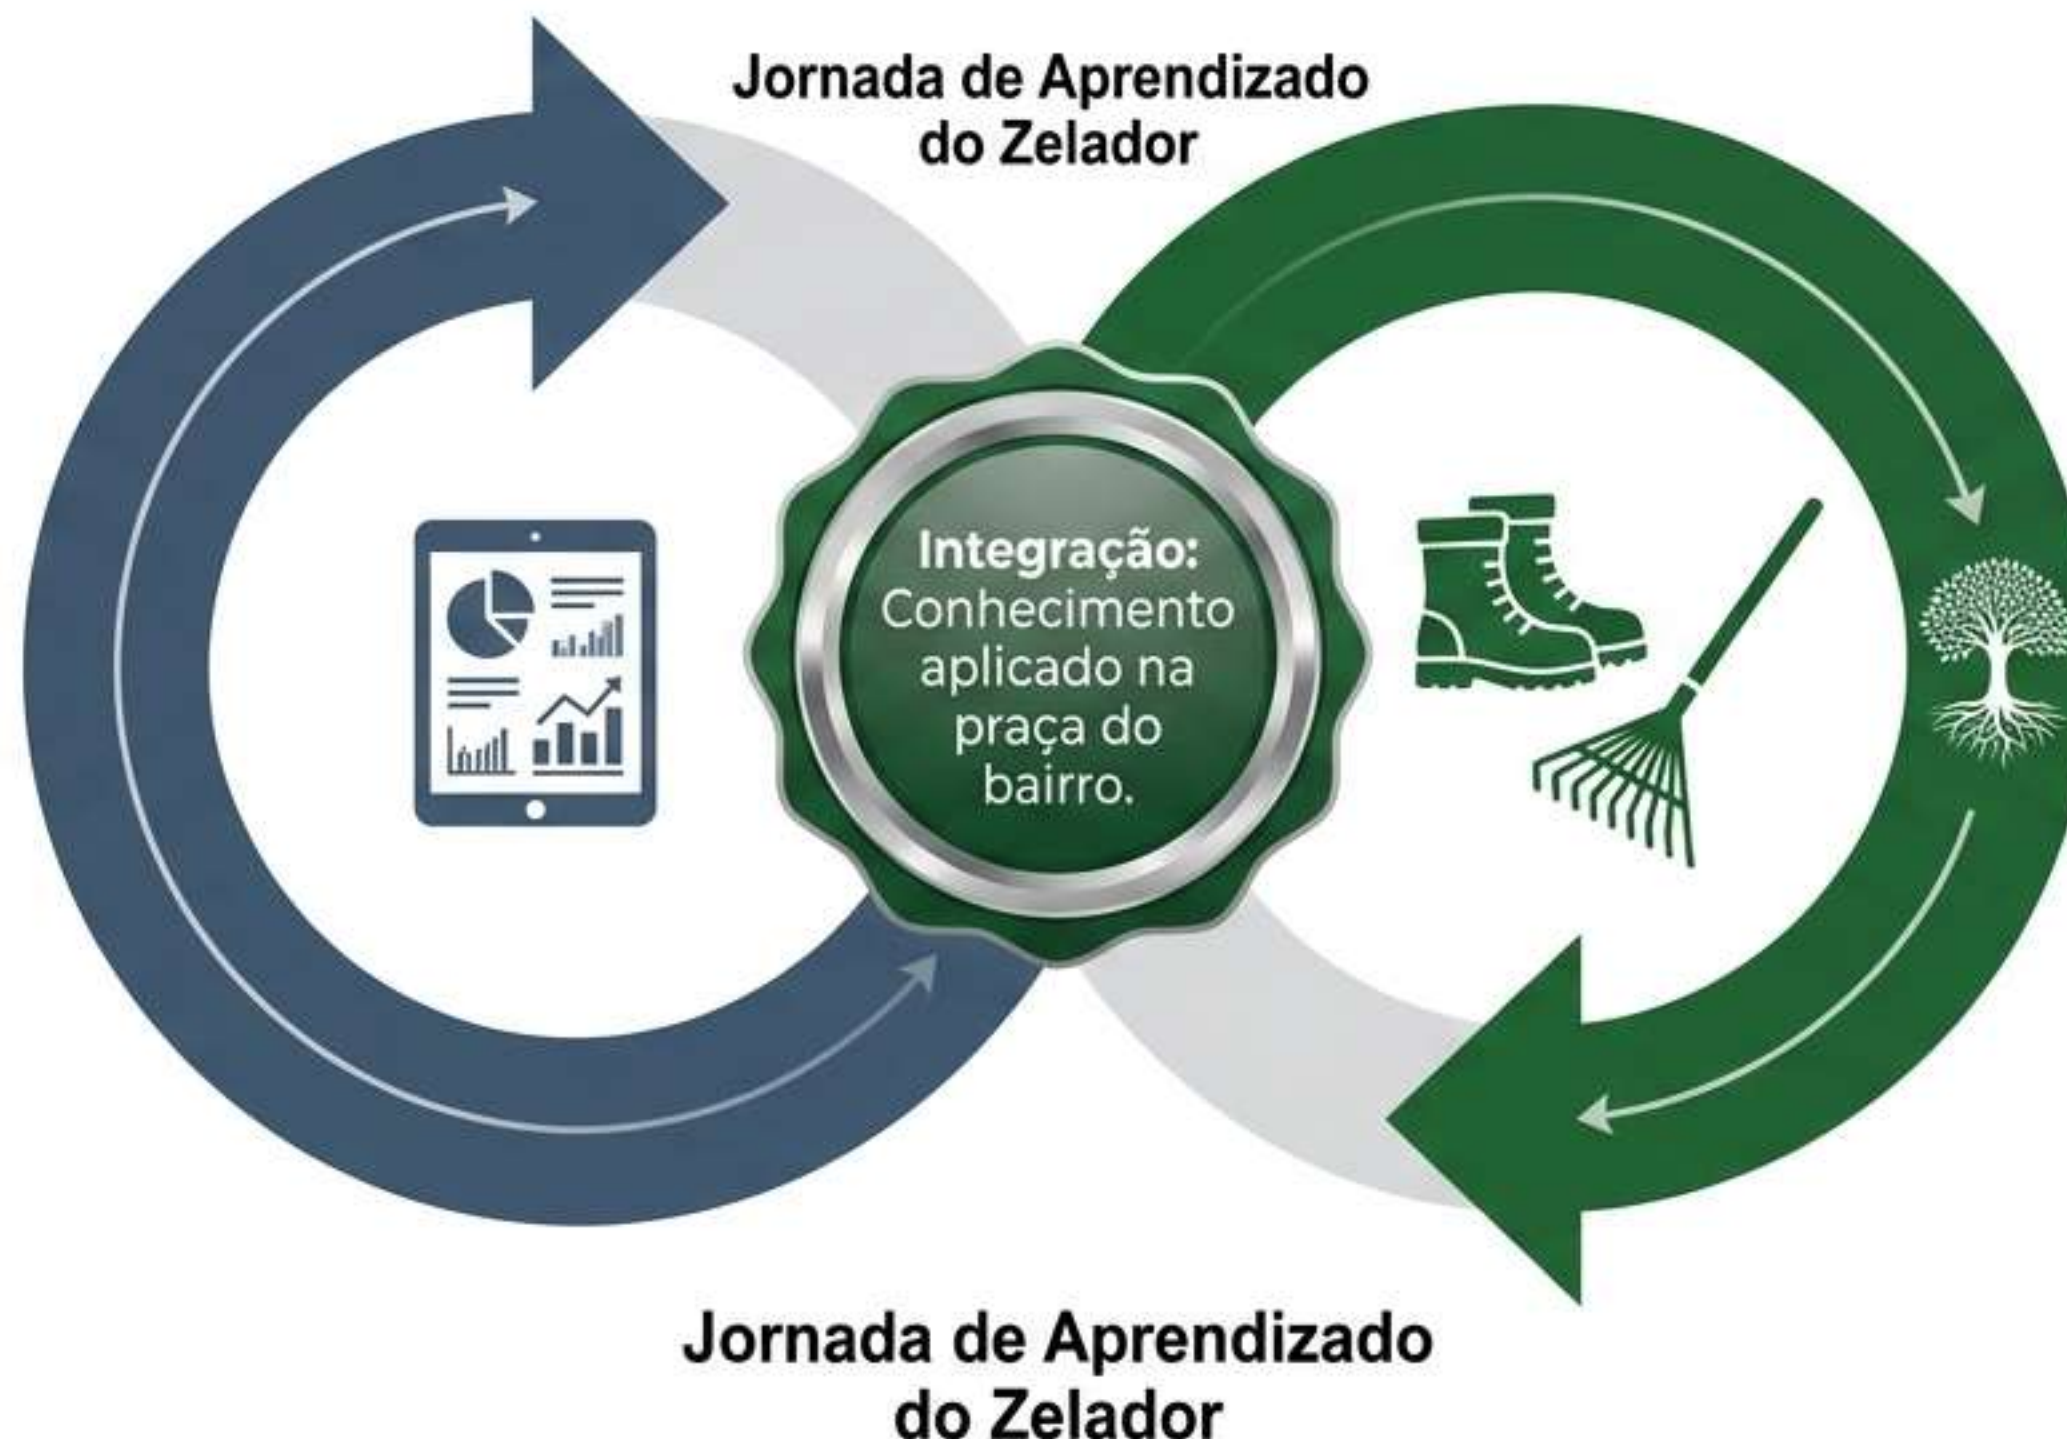 Jornada de Aprendizado
do Zelador
Integração:
Conhecimento
aplicado na
praça do
bairro.
Jornada de Aprendizado
do Zelador